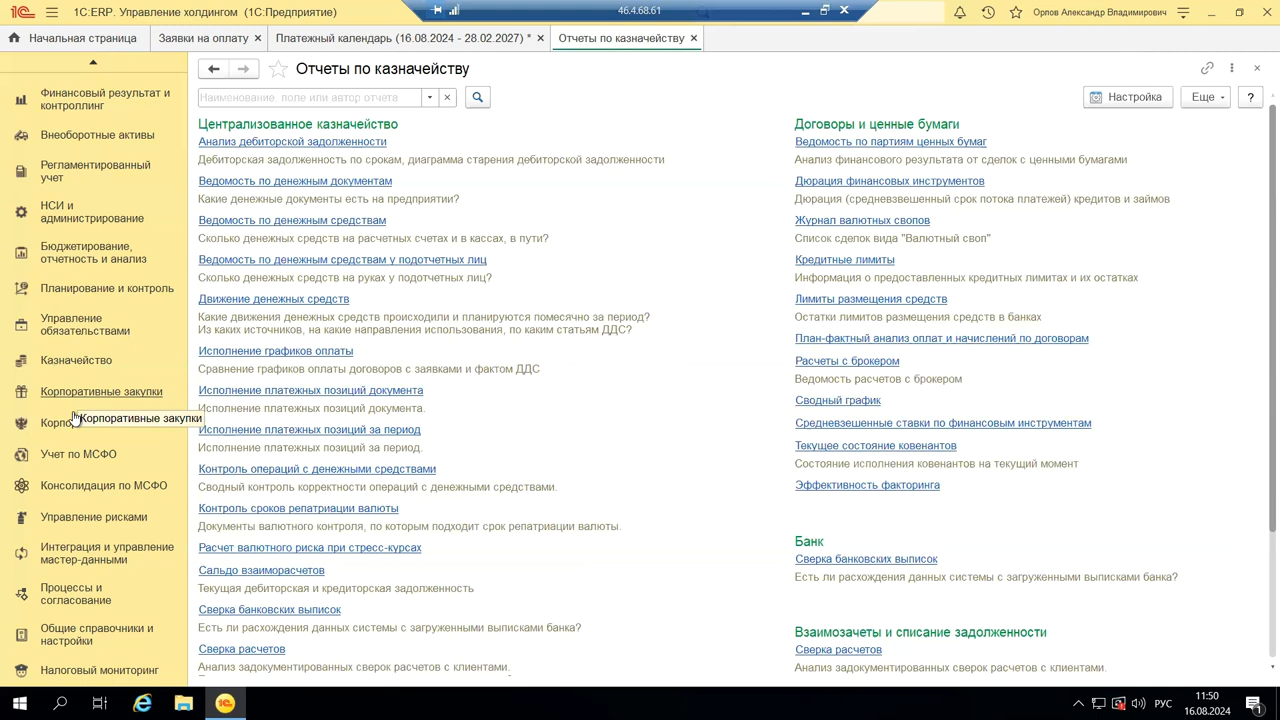 1С:ERP. Управление холдингом (1С:Предприятие)
46.4.68.61
Орлов Александр Владимирович
Начальная страница
Заявки на оплату
Платежный календарь (16.08.2024 - 28.02.2027) *
Отчеты по казначейству
Финансовый результат и
контроллинг
Внеоборотные активы
Регламентированный
учет
НСИ и
администрирование
Бюджетирование,
отчетность и анализ
Планирование и контроль
Управление
обязательствами
Казначейство
Корпоративные закупки
Корпо
Корпоративные закупки
Учет по МСФО
Консолидация по МСФО
Управление рисками
Интеграция и управление
мастер-данными
Процессы и
согласование
Общие справочники и
настройки
Налоговый мониторинг
Отчеты по казначейству
Наименование, поле или автор отчета
Настройка
Еще
?
Централизованное казначейство
Анализ дебиторской задолженности
Дебиторская задолженность по срокам, диаграмма старения дебиторской задолженности
Ведомость по денежным документам
Какие денежные документы есть на предприятии?
Ведомость по денежным средствам
Сколько денежных средств на расчетных счетах и в кассах, в пути?
Ведомость по денежным средствам у подотчетных лиц
Сколько денежных средств на руках у подотчетных лиц?
Движение денежных средств
Какие движения денежных средств происходили и планируются помесячно за период?
Из каких источников, на какие направления использования, по каким статьям ДДС?
Исполнение графиков оплаты
Сравнение графиков оплаты договоров с заявками и фактом ДДС
Исполнение платежных позиций документа
Исполнение платежных позиций документа.
Исполнение платежных позиций за период
Исполнение платежных позиций за период.
Контроль операций с денежными средствами
Сводный контроль корректности операций с денежными средствами.
Контроль сроков репатриации валюты
Документы валютного контроля, по которым подходит срок репатриации валюты.
Расчет валютного риска при стресс-курсах
Сальдо взаиморасчетов
Текущая дебиторская и кредиторская задолженность
Сверка банковских выписок
Есть ли расхождения данных системы с загруженными выписками банка?
Сверка расчетов
Анализ задокументированных сверок расчетов с клиентами.
Договоры и ценные бумаги
Ведомость по партиям ценных бумаг
Анализ финансового результата от сделок с ценными бумагами
Дюрация финансовых инструментов
Дюрация (средневзвешенный срок потока платежей) кредитов и займов
Журнал валютных свопов
Список сделок вида "Валютный своп"
Кредитные лимиты
Информация о предоставленных кредитных лимитах и их остатках
Лимиты размещения средств
Остатки лимитов размещения средств в банках
План-фактный анализ оплат и начислений по договорам
Расчеты с брокером
Ведомость расчетов с брокером
Сводный график
Средневзвешенные ставки по финансовым инструментам
Текущее состояние ковенантов
Состояние исполнения ковенантов на текущий момент
Эффективность факторинга
Банк
Сверка банковских выписок
Есть ли расхождения данных системы с загруженными выписками банка?
Взаимозачеты и списание задолженности
Сверка расчетов
Анализ задокументированных сверок расчетов с клиентами.
РУС
11:50
16.08.2024
1